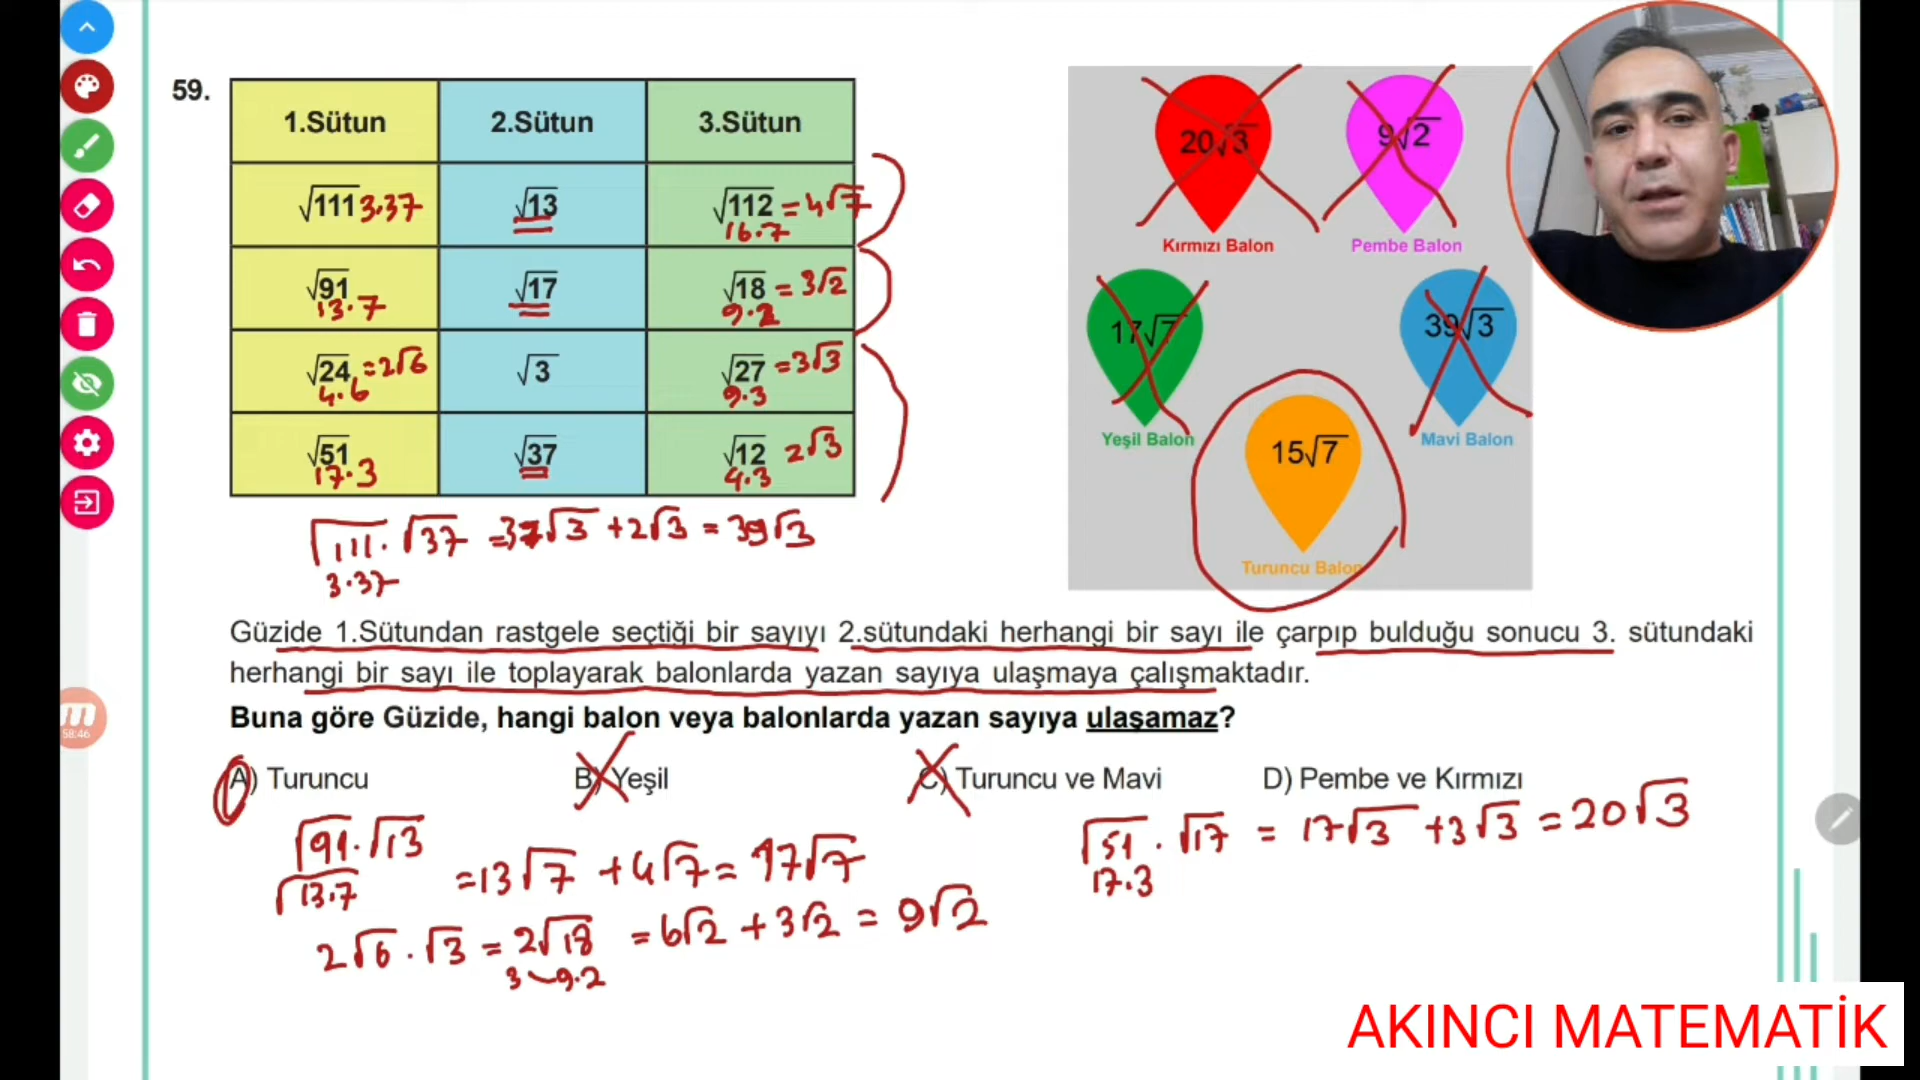 59.
1.Sütun 2.Sütun 3.Sütun
√111 3.37 √13 √112 = 4√7
16.7
√91 √17 √18 = 3√2
13.7 9.2
√24 = 2√6 √3 √27 = 3√3
4.6 9.3
√51 √37 √12 2√3
17.3 4.3
√111 . √37 = 37√3 + 2√3 = 39√3
3.37
20√3
Kırmızı Balon
9√2
Pembe Balon
17√7
Yeşil Balon
39√3
Mavi Balon
15√7
Turuncu Balon
Güzide 1.Sütundan rastgele seçtiği bir sayıyı 2.sütundaki herhangi bir sayı ile çarpıp bulduğu sonucu 3. sütundaki
herhangi bir sayı ile toplayarak balonlarda yazan sayıya ulaşmaya çalışmaktadır.
Buna göre Güzide, hangi balon veya balonlarda yazan sayıya ulaşamaz?
A) Turuncu B) Yeşil C) Turuncu ve Mavi D) Pembe ve Kırmızı
√91 . √13 = 13√7 + 4√7 = 17√7
√13.7
2√6 . √3 = 2√18 = 6√2 + 3√2 = 9√2
3 9.2
√51 . √17 = 17√3 + 3√3 = 20√3
17.3
58:46
AKINCI MATEMATİK